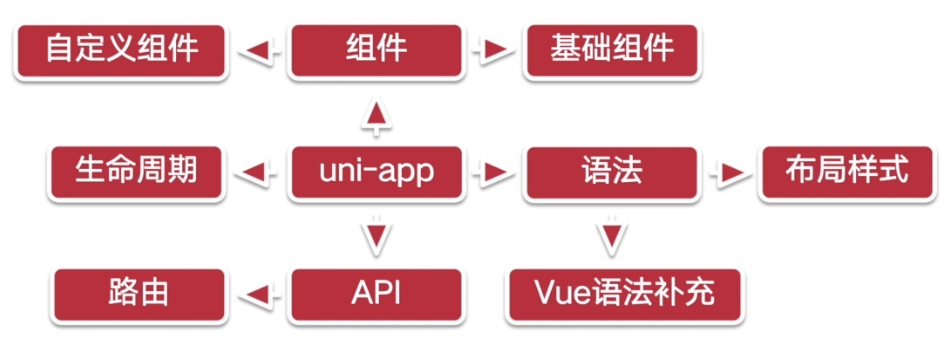 自定义组件
组件
基础组件
生命周期
uni-app
语法
布局样式
路由
API
Vue语法补充